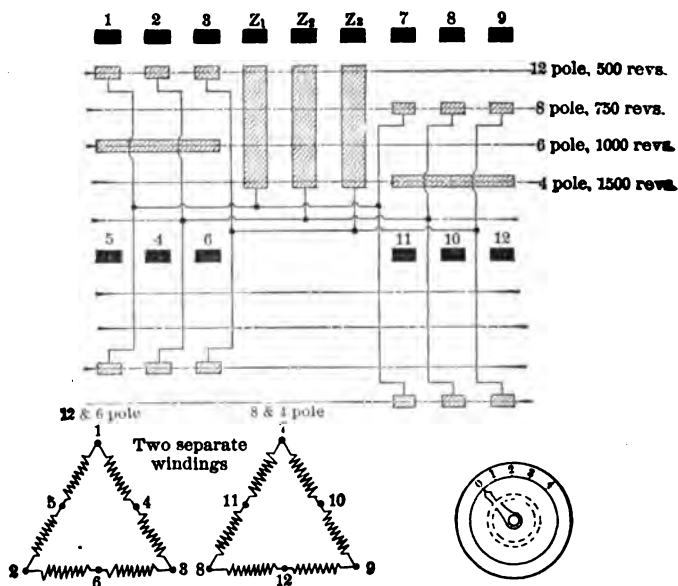 1 2 3 Z1 Z2 Z3 7 8 9
12 pole, 500 revs.
8 pole, 750 revs.
6 pole, 1000 revs.
4 pole, 1500 revs.
5 4 6 11 10 12
12 & 6 pole
8 & 4 pole
1
Two separate
windings
5 4
11 10
2 6 3
8 12 9
0 1 2 3 4